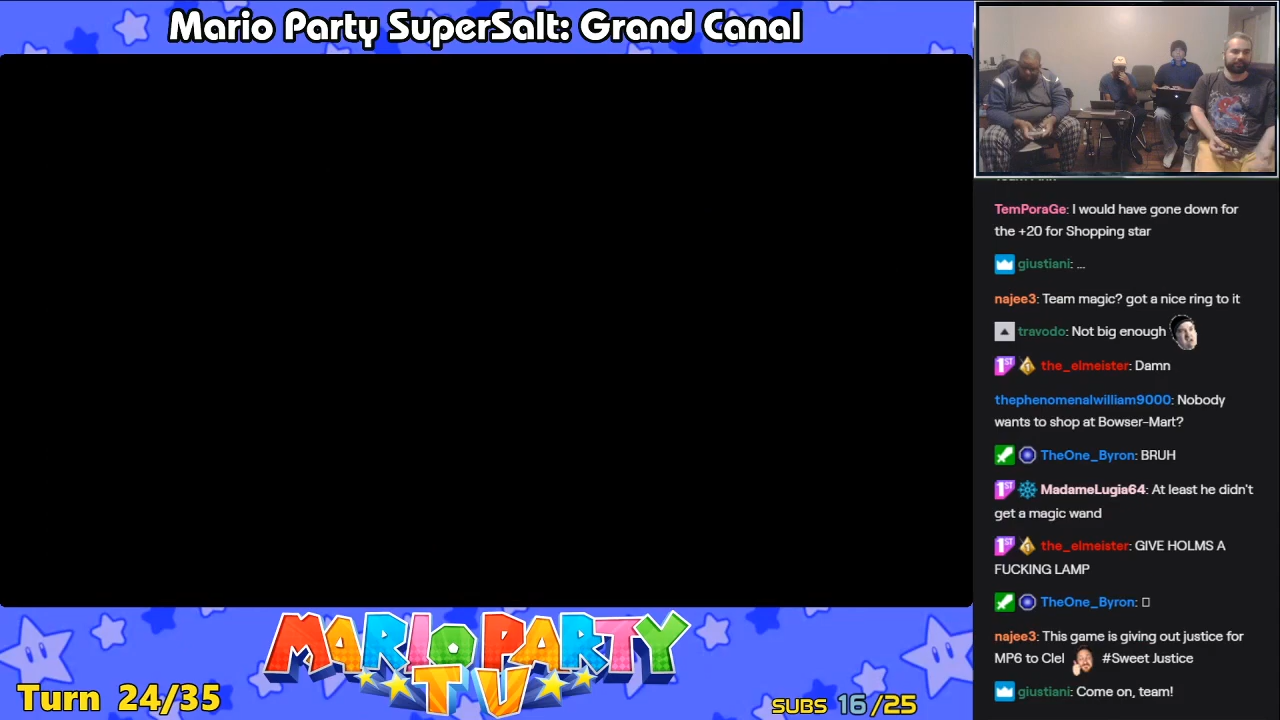 Mario Party SuperSalt: Grand Canal
TemPoraGe: I would have gone down for
the +20 for Shopping star
giustiani: ...
najee3: Team magic? got a nice ring to it
travodo: Not big enough
the_elmeister: Damn
thephenomenalwilliam9000: Nobody
wants to shop at Bowser-Mart?
TheOne_Byron: BRUH
MadameLugia64: At least he didn't
get a magic wand
the_elmeister: GIVE HOLMS A
FUCKING LAMP
TheOne_Byron:
najee3: This game is giving out justice for
MP6 to Clel #Sweet Justice
giustiani: Come on, team!
MARIO PARTY
TV
Turn 24/35
SUBS 16/25